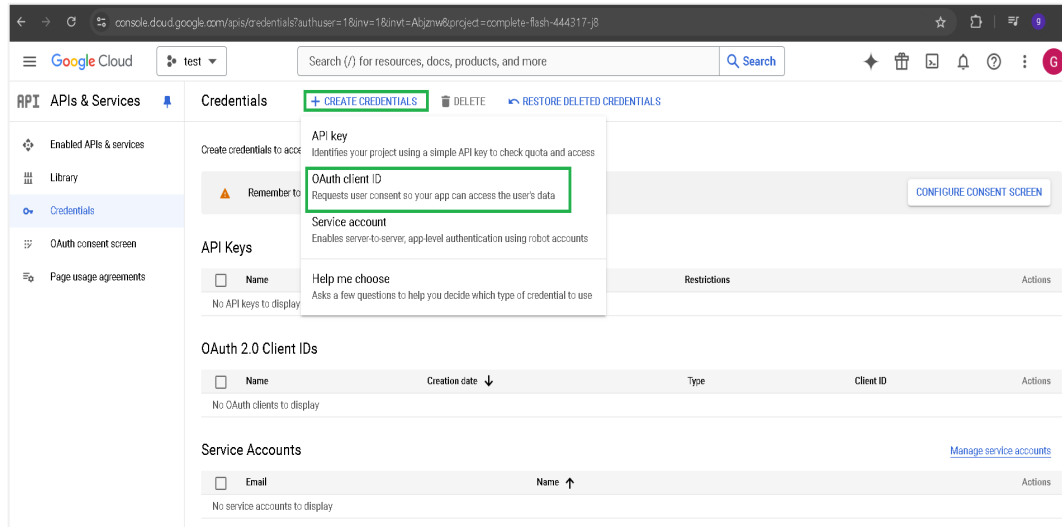 console.cloud.google.com/apis/credentials?authuser=1&inv=1&invt=Abjznw&project=complete-flash-444317-j8
g
Google Cloud
test
Search (/) for resources, docs, products, and more
Search
G
API APIs & Services
Credentials
+ CREATE CREDENTIALS
DELETE
RESTORE DELETED CREDENTIALS
Enabled APIs & services
Library
Credentials
OAuth consent screen
Page usage agreements
Create credentials to acce
Remember to
CONFIGURE CONSENT SCREEN
API key
Identifies your project using a simple API key to check quota and access
OAuth client ID
Requests user consent so your app can access the user's data
Service account
Enables server-to-server, app-level authentication using robot accounts
Help me choose
Asks a few questions to help you decide which type of credential to use
API Keys
Name Restrictions Actions
No API keys to display
OAuth 2.0 Client IDs
Name Creation date Type Client ID Actions
No OAuth clients to display
Service Accounts
Manage service accounts
Email Name Actions
No service accounts to display